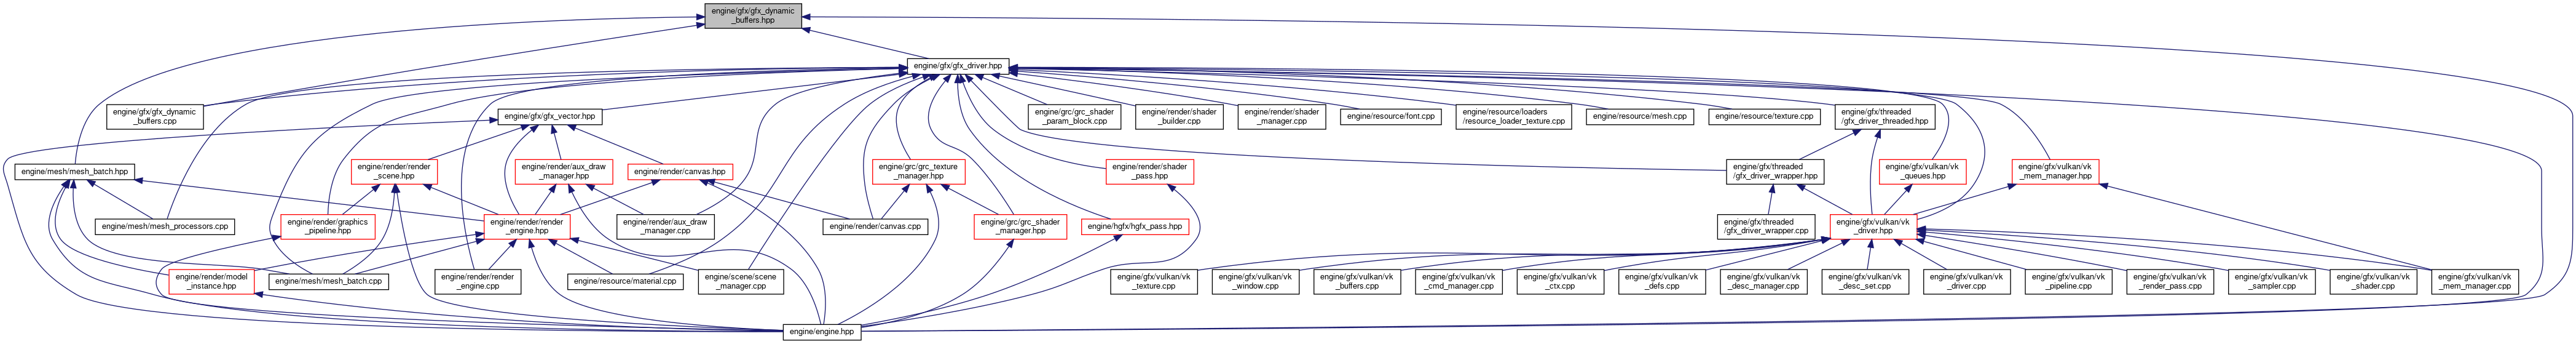 engine/gfx/gfx_dynamic
_buffers.hpp
engine/gfx/gfx_driver.hpp
engine/gfx/gfx_dynamic
_buffers.cpp
engine/gfx/gfx_vector.hpp
engine/grc/grc_shader
_param_block.cpp
engine/render/shader
_builder.cpp
engine/render/shader
_manager.cpp
engine/resource/font.cpp
engine/resource/loaders
/resource_loader_texture.cpp
engine/resource/mesh.cpp
engine/resource/texture.cpp
engine/gfx/threaded
/gfx_driver_threaded.hpp
engine/mesh/mesh_batch.hpp
engine/render/render
_scene.hpp
engine/render/aux_draw
_manager.hpp
engine/render/canvas.hpp
engine/grc/grc_texture
_manager.hpp
engine/render/shader
_pass.hpp
engine/gfx/threaded
/gfx_driver_wrapper.hpp
engine/gfx/vulkan/vk
_queues.hpp
engine/gfx/vulkan/vk
_mem_manager.hpp
engine/mesh/mesh_processors.cpp
engine/render/graphics
_pipeline.hpp
engine/render/render
_engine.hpp
engine/render/aux_draw
_manager.cpp
engine/render/canvas.cpp
engine/grc/grc_shader
_manager.hpp
engine/hgfx/hgfx_pass.hpp
engine/gfx/threaded
/gfx_driver_wrapper.cpp
engine/gfx/vulkan/vk
_driver.hpp
engine/render/model
_instance.hpp
engine/mesh/mesh_batch.cpp
engine/render/render
_engine.cpp
engine/resource/material.cpp
engine/scene/scene
_manager.cpp
engine/gfx/vulkan/vk
_texture.cpp
engine/gfx/vulkan/vk
_window.cpp
engine/gfx/vulkan/vk
_buffers.cpp
engine/gfx/vulkan/vk
_cmd_manager.cpp
engine/gfx/vulkan/vk
_ctx.cpp
engine/gfx/vulkan/vk
_defs.cpp
engine/gfx/vulkan/vk
_desc_manager.cpp
engine/gfx/vulkan/vk
_desc_set.cpp
engine/gfx/vulkan/vk
_driver.cpp
engine/gfx/vulkan/vk
_pipeline.cpp
engine/gfx/vulkan/vk
_render_pass.cpp
engine/gfx/vulkan/vk
_sampler.cpp
engine/gfx/vulkan/vk
_shader.cpp
engine/gfx/vulkan/vk
_mem_manager.cpp
engine/engine.hpp